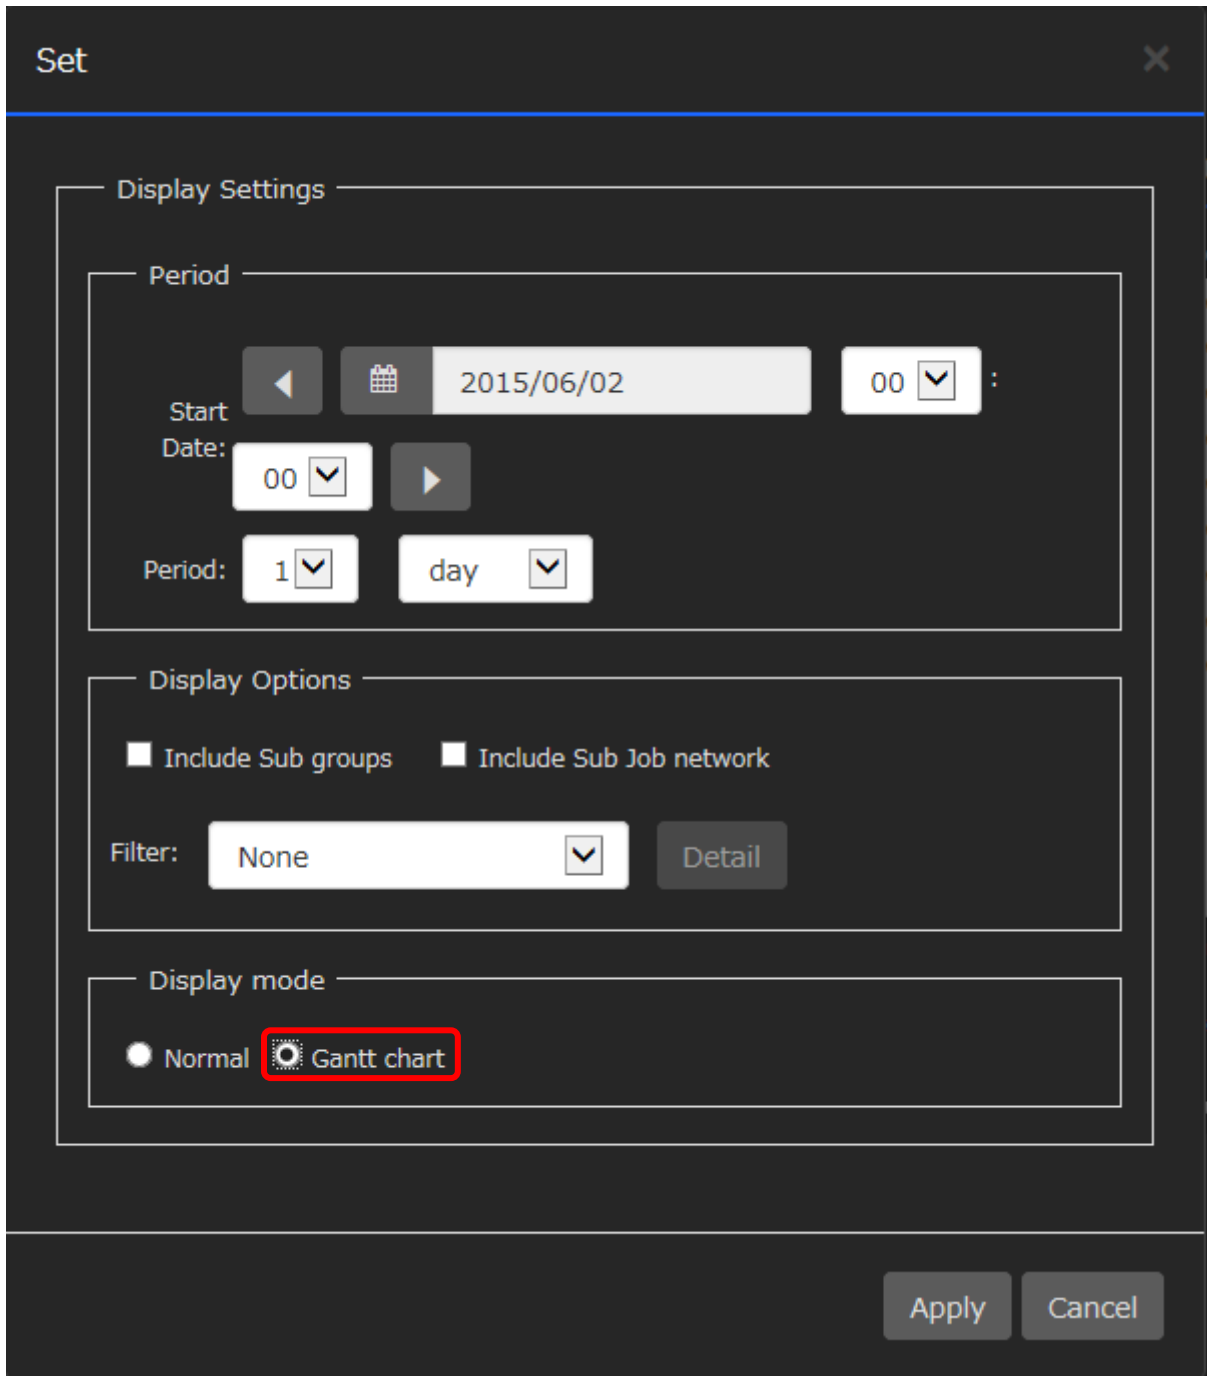 Set
Display Settings
Period
Start Date:
2015/06/02
00 :
00
Period: 1 day
Display Options
Include Sub groups Include Sub Job network
Filter: None Detail
Display mode
Normal Gantt chart
Apply Cancel